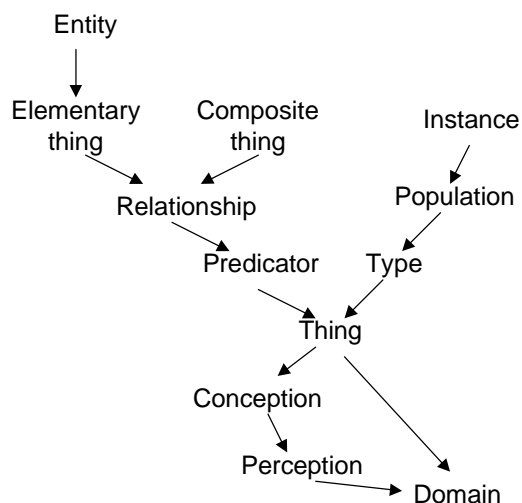 Entity
Elementary
thing
Composite
thing
Instance
Relationship
Population
Predicator
Type
Thing
Conception
Perception
Domain